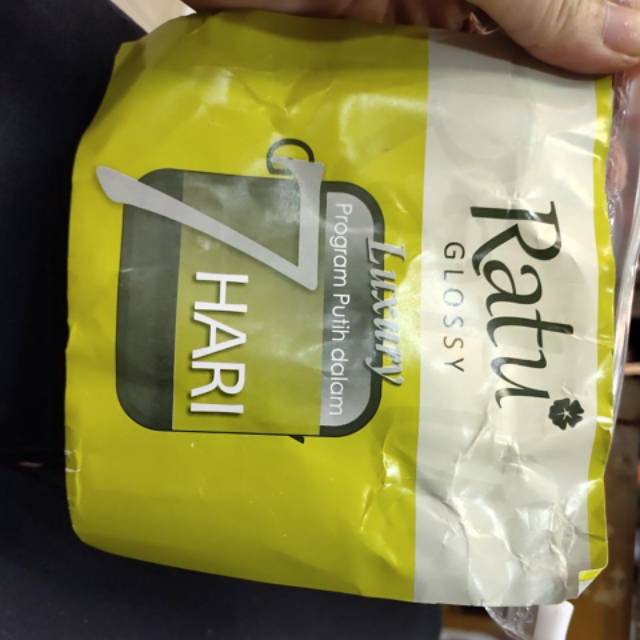 Ratu
GLOSSY
Luxury
Program Putih dalam
7
HARI